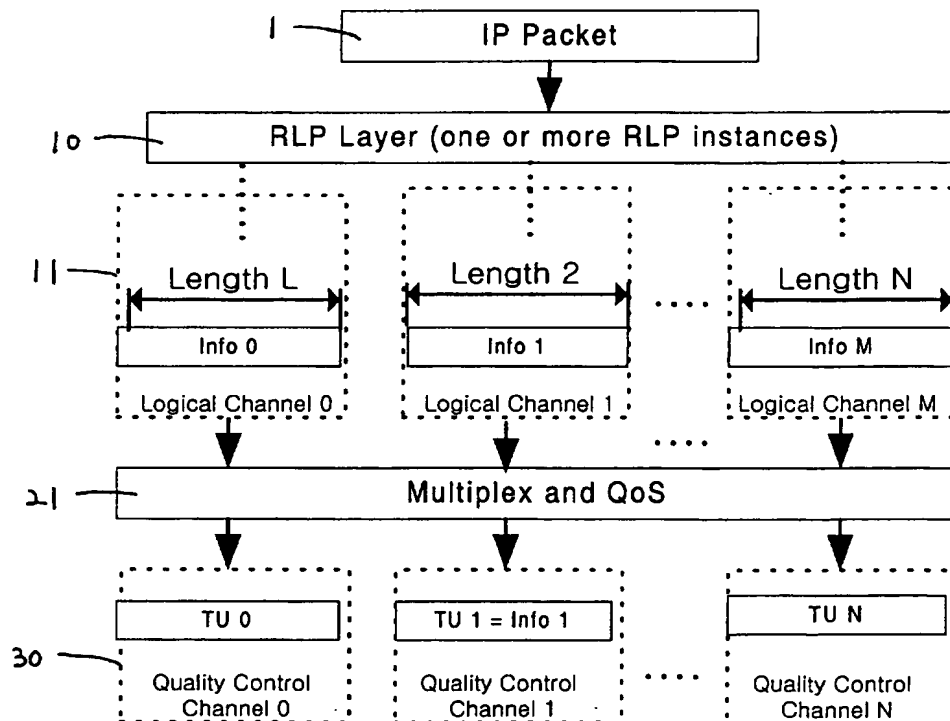 1
IP Packet
10
RLP Layer (one or more RLP instances)
11
Length L
Length 2
Length N
....
Info 0
Info 1
Info M
Logical Channel 0
Logical Channel 1
Logical Channel M
....
21
Multiplex and QoS
TU 0
TU 1 = Info 1
TU N
30
....
Quality Control
Channel 0
Quality Control
Channel 1
Quality Control
Channel N